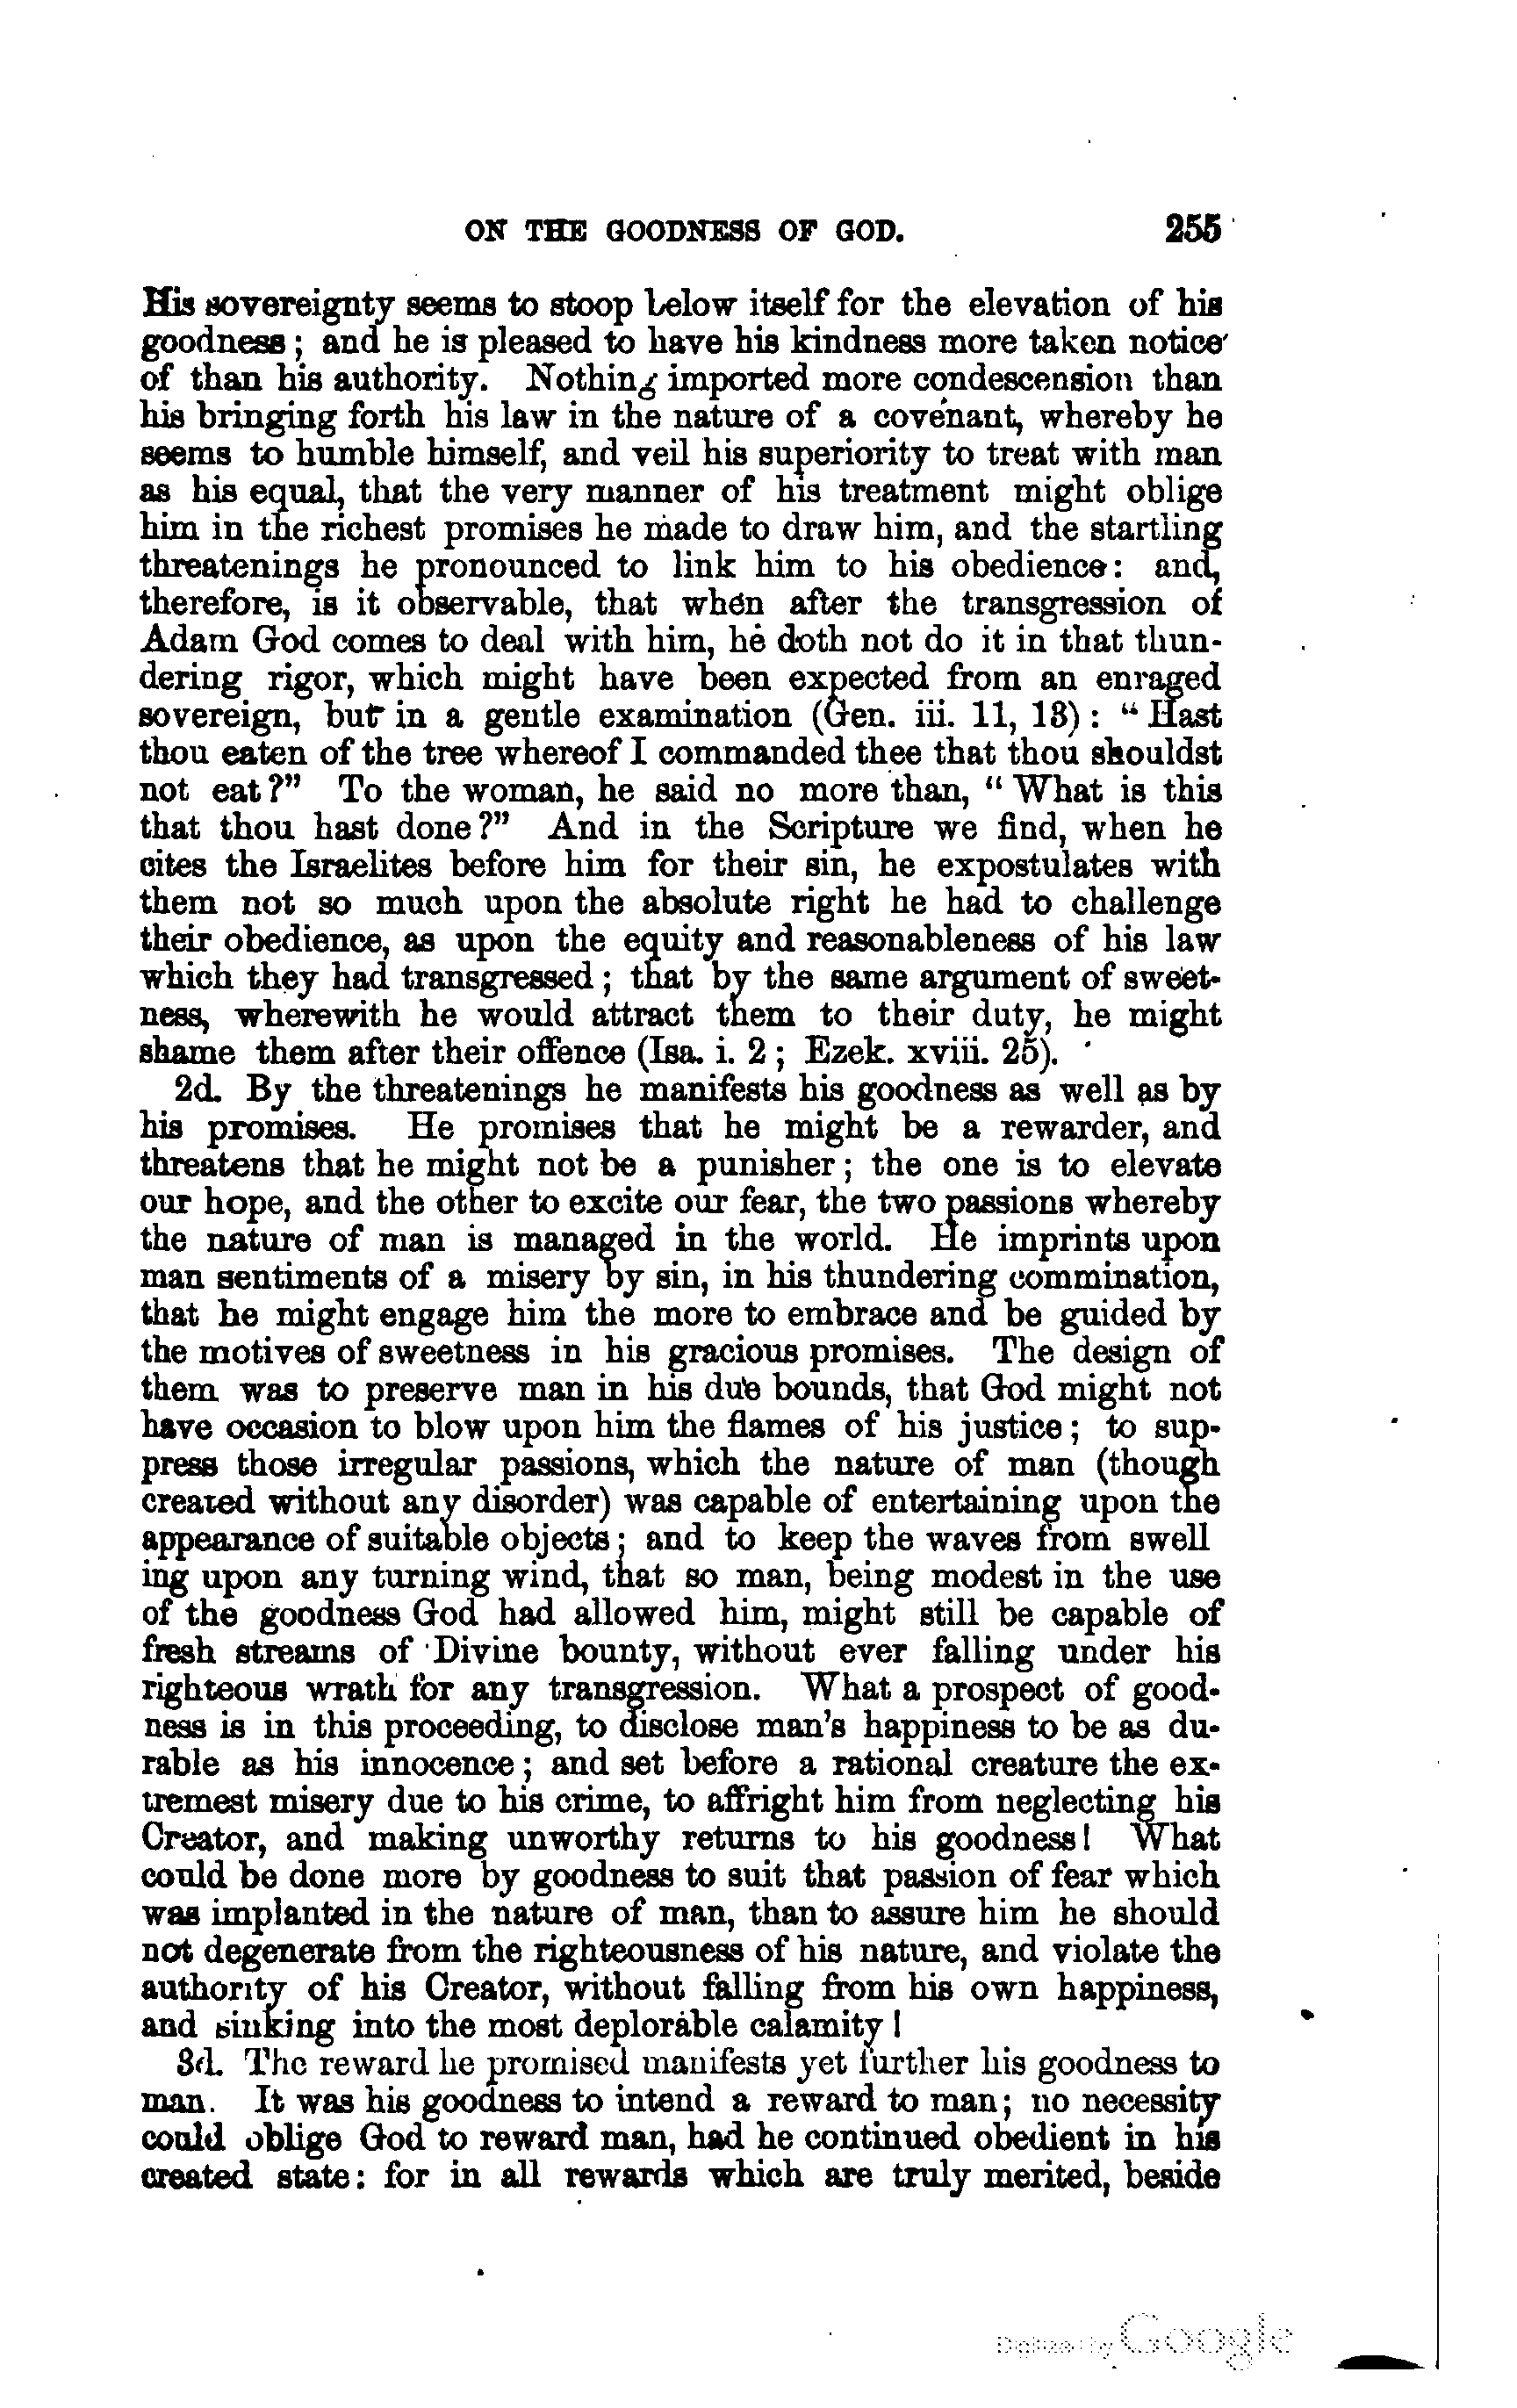 ON THE GOODNESS OF GOD. 255
His sovereignty seems to stoop below itself for the elevation of his
goodness; and he is pleased to have his kindness more taken notice
of than his authority. Nothing imported more condescension than
his bringing forth his law in the nature of a covenant, whereby he
seems to humble himself, and veil his superiority to treat with man
as his equal, that the very manner of his treatment might oblige
him in the richest promises he made to draw him, and the startling
threatenings he pronounced to link him to his obedience: and,
therefore, is it observable, that when after the transgression of
Adam God comes to deal with him, he doth not do it in that thun-
dering rigor, which might have been expected from an enraged
sovereign, but in a gentle examination (Gen. iii. 11, 13): “Hast
thou eaten of the tree whereof I commanded thee that thou shouldst
not eat?” To the woman, he said no more than, “What is this
that thou hast done?” And in the Scripture we find, when he
cites the Israelites before him for their sin, he expostulates with
them not so much upon the absolute right he had to challenge
their obedience, as upon the equity and reasonableness of his law
which they had transgressed; that by the same argument of sweet-
ness, wherewith he would attract them to their duty, he might
shame them after their offence (Isa. i. 2; Ezek. xviii. 25).
2d. By the threatenings he manifests his goodness as well as by
his promises. He promises that he might be a rewarder, and
threatens that he might not be a punisher; the one is to elevate
our hope, and the other to excite our fear, the two passions whereby
the nature of man is managed in the world. He imprints upon
man sentiments of a misery by sin, in his thundering commination,
that he might engage him the more to embrace and be guided by
the motives of sweetness in his gracious promises. The design of
them was to preserve man in his due bounds, that God might not
have occasion to blow upon him the flames of his justice; to sup-
press those irregular passions, which the nature of man (though
created without any disorder) was capable of entertaining upon the
appearance of suitable objects; and to keep the waves from swell
ing upon any turning wind, that so man, being modest in the use
of the goodness God had allowed him, might still be capable of
fresh streams of Divine bounty, without ever falling under his
righteous wrath for any transgression. What a prospect of good-
ness is in this proceeding, to disclose man's happiness to be as du-
rable as his innocence; and set before a rational creature the ex-
tremest misery due to his crime, to affright him from neglecting his
Creator, and making unworthy returns to his goodness! What
could be done more by goodness to suit that passion of fear which
was implanted in the nature of man, than to assure him he should
not degenerate from the righteousness of his nature, and violate the
authority of his Creator, without falling from his own happiness,
and sinking into the most deplorable calamity!
3d. The reward he promised manifests yet further his goodness to
man. It was his goodness to intend a reward to man; no necessity
could oblige God to reward man, had he continued obedient in his
created state: for in all rewards which are truly merited, beside
Digitized by Google